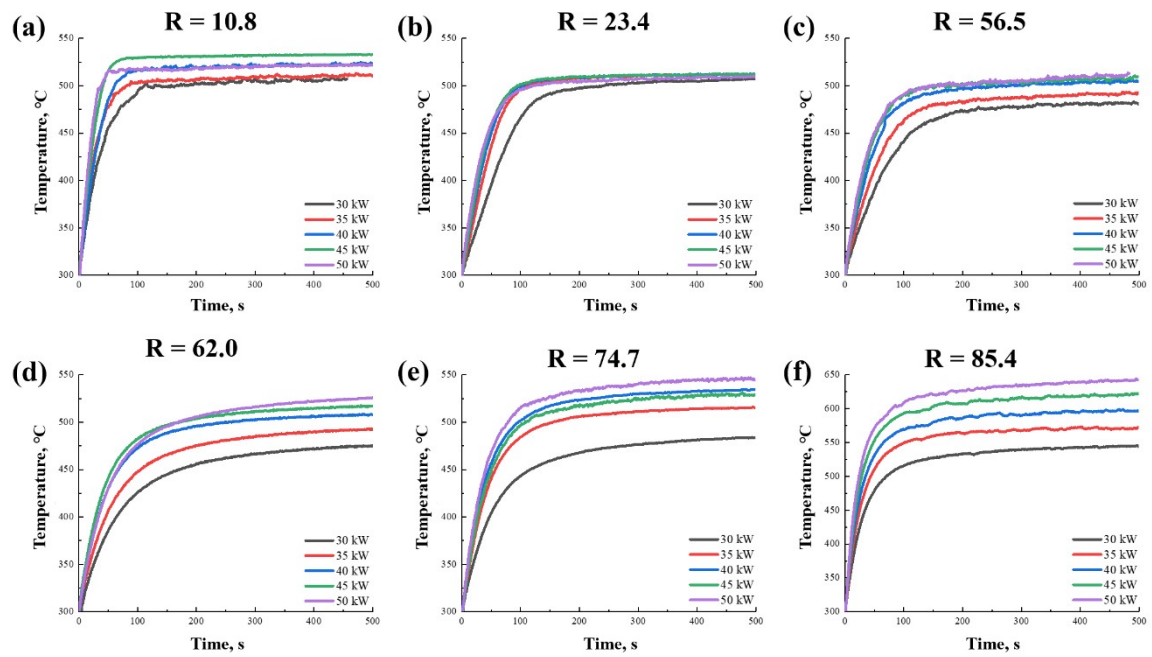 (a)
R = 10.8
550
500
450
400
350
300
Temperature, °C
30 kW
35 kW
40 kW
45 kW
50 kW
0
100
200
300
400
500
Time, s
(b)
R = 23.4
550
500
450
400
350
300
Temperature, °C
30 kW
35 kW
40 kW
45 kW
50 kW
0
100
200
300
400
500
Time, s
(c)
R = 56.5
550
500
450
400
350
300
Temperature, °C
30 kW
35 kW
40 kW
45 kW
50 kW
0
100
200
300
400
500
Time, s
(d)
R = 62.0
550
500
450
400
350
300
Temperature, °C
30 kW
35 kW
40 kW
45 kW
50 kW
0
100
200
300
400
500
Time, s
(e)
R = 74.7
550
500
450
400
350
300
Temperature, °C
30 kW
35 kW
40 kW
45 kW
50 kW
0
100
200
300
400
500
Time, s
(f)
R = 85.4
650
600
550
500
450
400
350
300
Temperature, °C
30 kW
35 kW
40 kW
45 kW
50 kW
0
100
200
300
400
500
Time, s